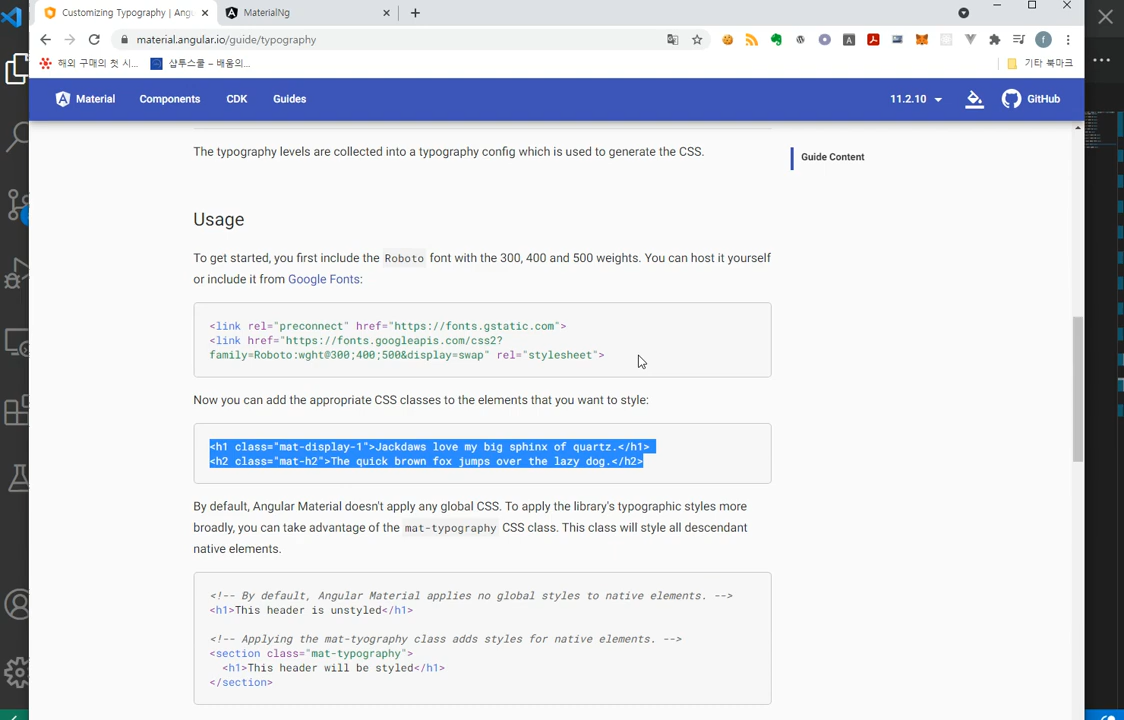 Customizing Typography | Angu
MaterialNg
material.angular.io/guide/typography
해외 구매의 첫 시...
샵투스쿨 – 배움의...
기타 북마크
Material
Components
CDK
Guides
11.2.10
GitHub
The typography levels are collected into a typography config which is used to generate the CSS.
Guide Content
Usage
To get started, you first include the Roboto font with the 300, 400 and 500 weights. You can host it yourself
or include it from Google Fonts:
<link rel="preconnect" href="https://fonts.gstatic.com">
<link href="https://fonts.googleapis.com/css2?
family=Roboto:wght@300;400;500&display=swap" rel="stylesheet">
Now you can add the appropriate CSS classes to the elements that you want to style:
<h1 class="mat-display-1">Jackdaws love my big sphinx of quartz.</h1>
<h2 class="mat-h2">The quick brown fox jumps over the lazy dog.</h2>
By default, Angular Material doesn't apply any global CSS. To apply the library's typographic styles more
broadly, you can take advantage of the mat-typography CSS class. This class will style all descendant
native elements.
<!-- By default, Angular Material applies no global styles to native elements. -->
<h1>This header is unstyled</h1>
<!-- Applying the mat-tyography class adds styles for native elements. -->
<section class="mat-typography">
<h1>This header will be styled</h1>
</section>